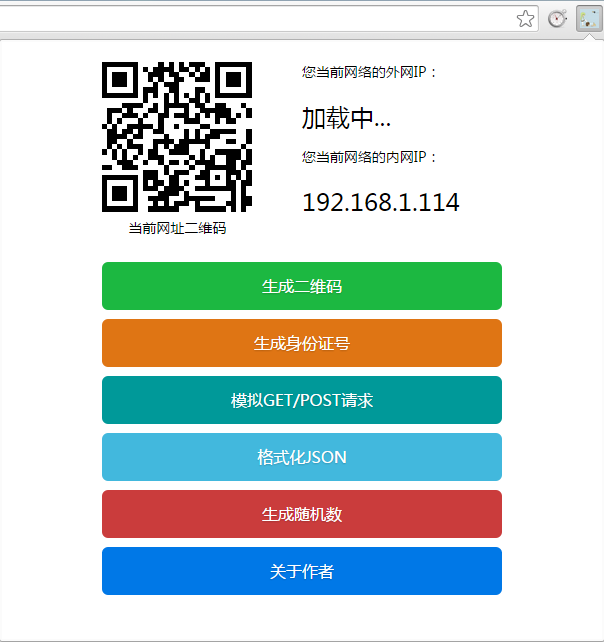 您当前网络的外网IP：
加载中...
您当前网络的内网IP：
192.168.1.114
当前网址二维码
生成二维码
生成身份证号
模拟GET/POST请求
格式化JSON
生成随机数
关于作者